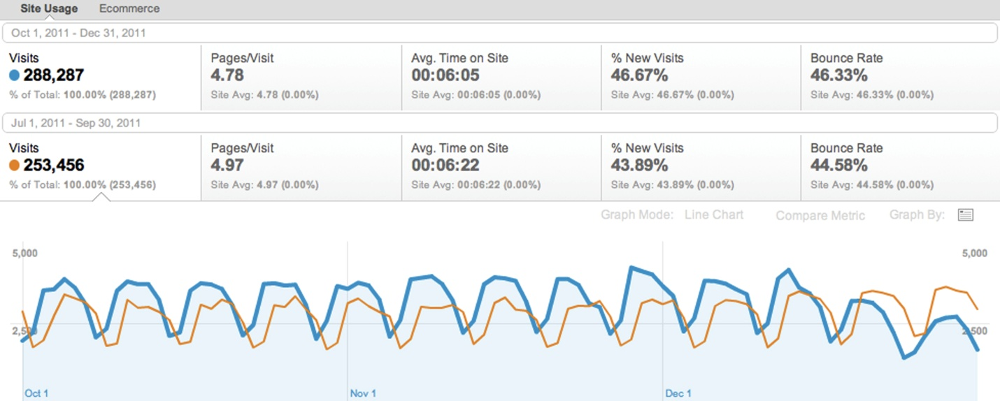 Site Usage Ecommerce
Oct 1, 2011 - Dec 31, 2011
Visits Pages/Visit Avg. Time on Site % New Visits Bounce Rate
288,287 4.78 00:06:05 46.67% 46.33%
% of Total: 100.00% (288,287) Site Avg: 4.78 (0.00%) Site Avg: 00:06:05 (0.00%) Site Avg: 46.67% (0.00%) Site Avg: 46.33% (0.00%)
Jul 1, 2011 - Sep 30, 2011
Visits Pages/Visit Avg. Time on Site % New Visits Bounce Rate
253,456 4.97 00:06:22 43.89% 44.58%
% of Total: 100.00% (253,456) Site Avg: 4.97 (0.00%) Site Avg: 00:06:22 (0.00%) Site Avg: 43.89% (0.00%) Site Avg: 44.58% (0.00%)
Graph Mode: Line Chart Compare Metric Graph By:
5,000 5,000
2,500 2,500
Oct 1 Nov 1 Dec 1